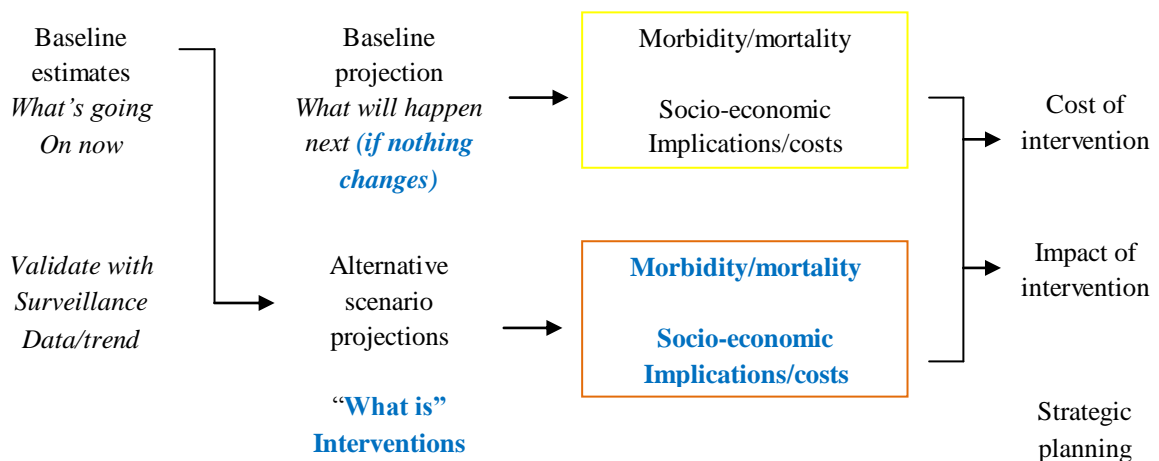 Baseline
estimates
What's going
On now
Validate with
Surveillance
Data/trend
Baseline
projection
What will happen
next (if nothing
changes)
Alternative
scenario
projections
“What is”
Interventions
Morbidity/mortality
Socio-economic
Implications/costs
Morbidity/mortality
Socio-economic
Implications/costs
Cost of
intervention
Impact of
intervention
Strategic
planning